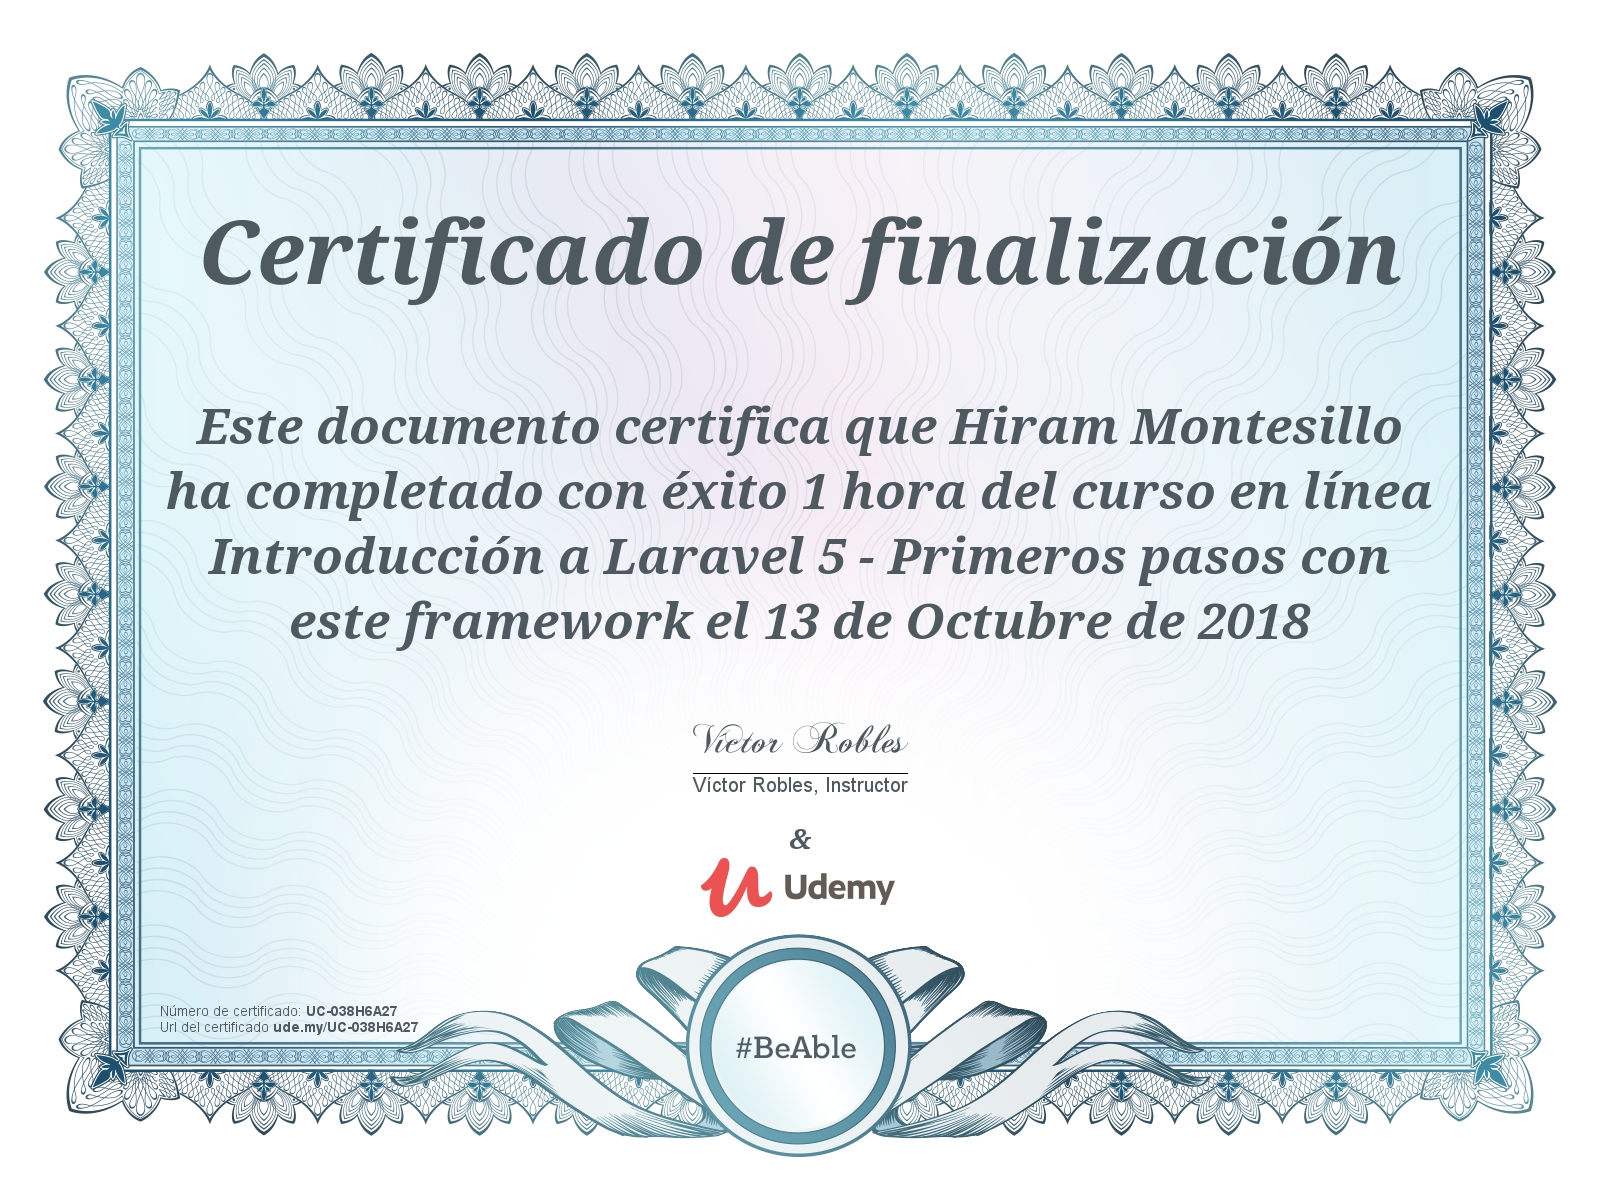 Certificado de finalización
Este documento certifica que Hiram Montesillo
ha completado con éxito 1 hora del curso en línea
Introducción a Laravel 5 - Primeros pasos con
este framework el 13 de Octubre de 2018
Víctor Robles
Víctor Robles, Instructor
&
Udemy
Número de certificado: UC-038H6A27
Url del certificado ude.my/UC-038H6A27
#BeAble